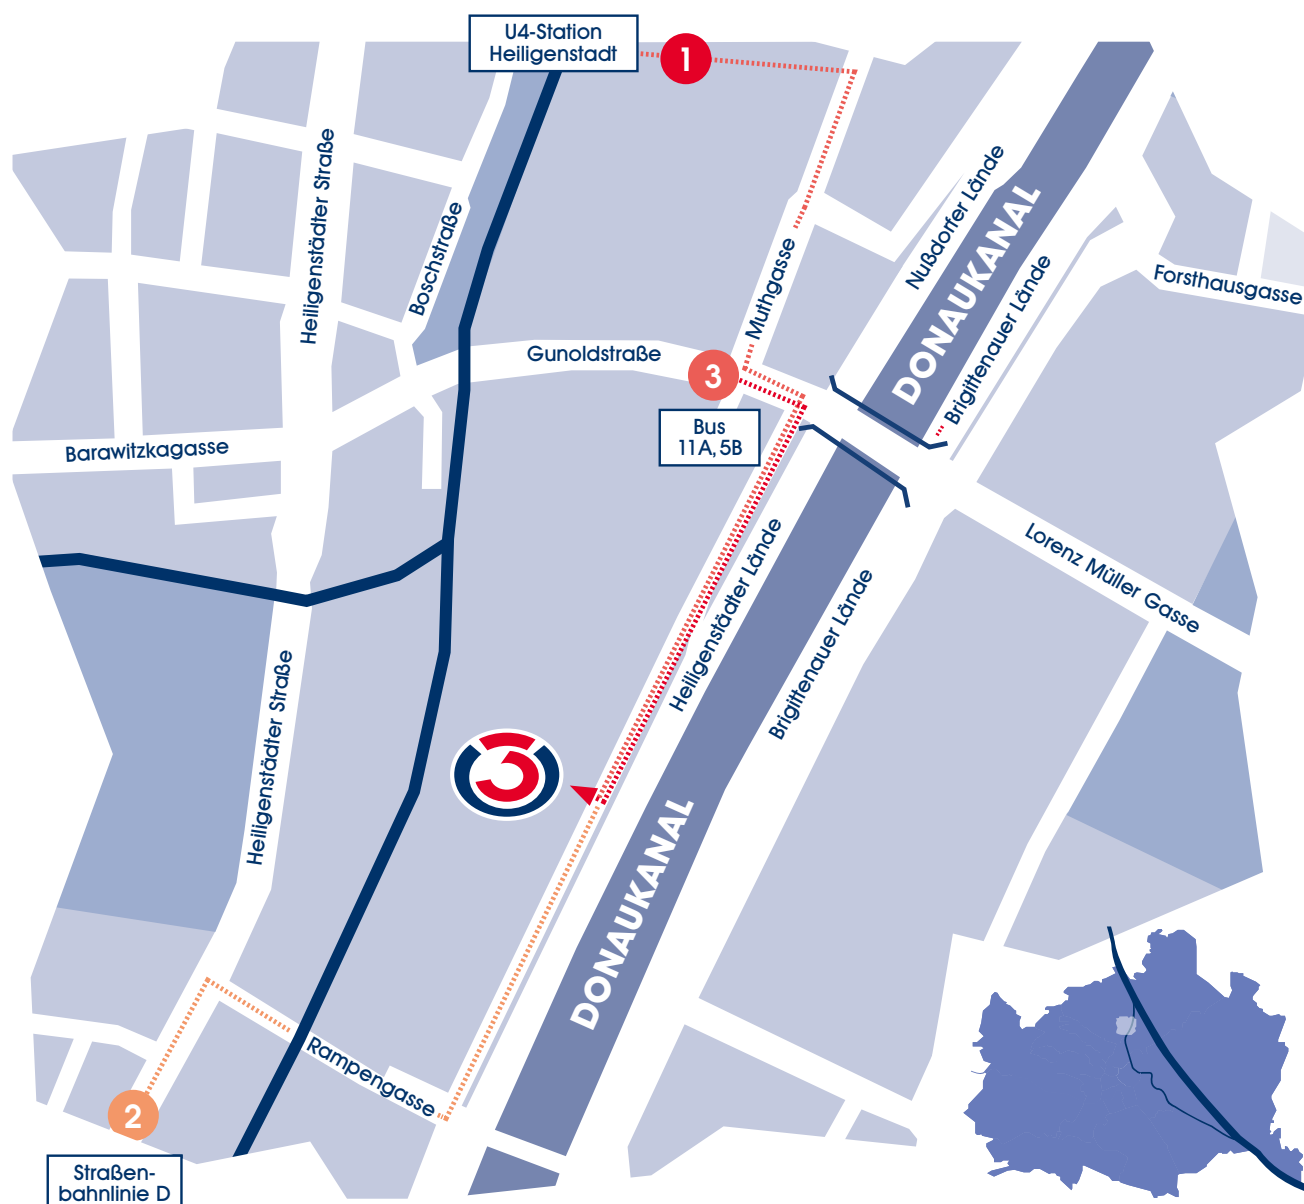 U4-Station
Heiligenstadt
1
Heiligenstädter Straße
Boschstraße
Nußdorfer Lände
DONAUKANAL
Muthgasse
Brigittenauer Lände
Forsthausgasse
Gunoldstraße
3
Bus
11A, 5B
Barawitzkagasse
Lorenz Müller Gasse
Heiligenstädter Lände
Brigittenauer Lände
Heiligenstädter Straße
3
DONAUKANAL
Rampengasse
2
Straßen-
bahnlinie D